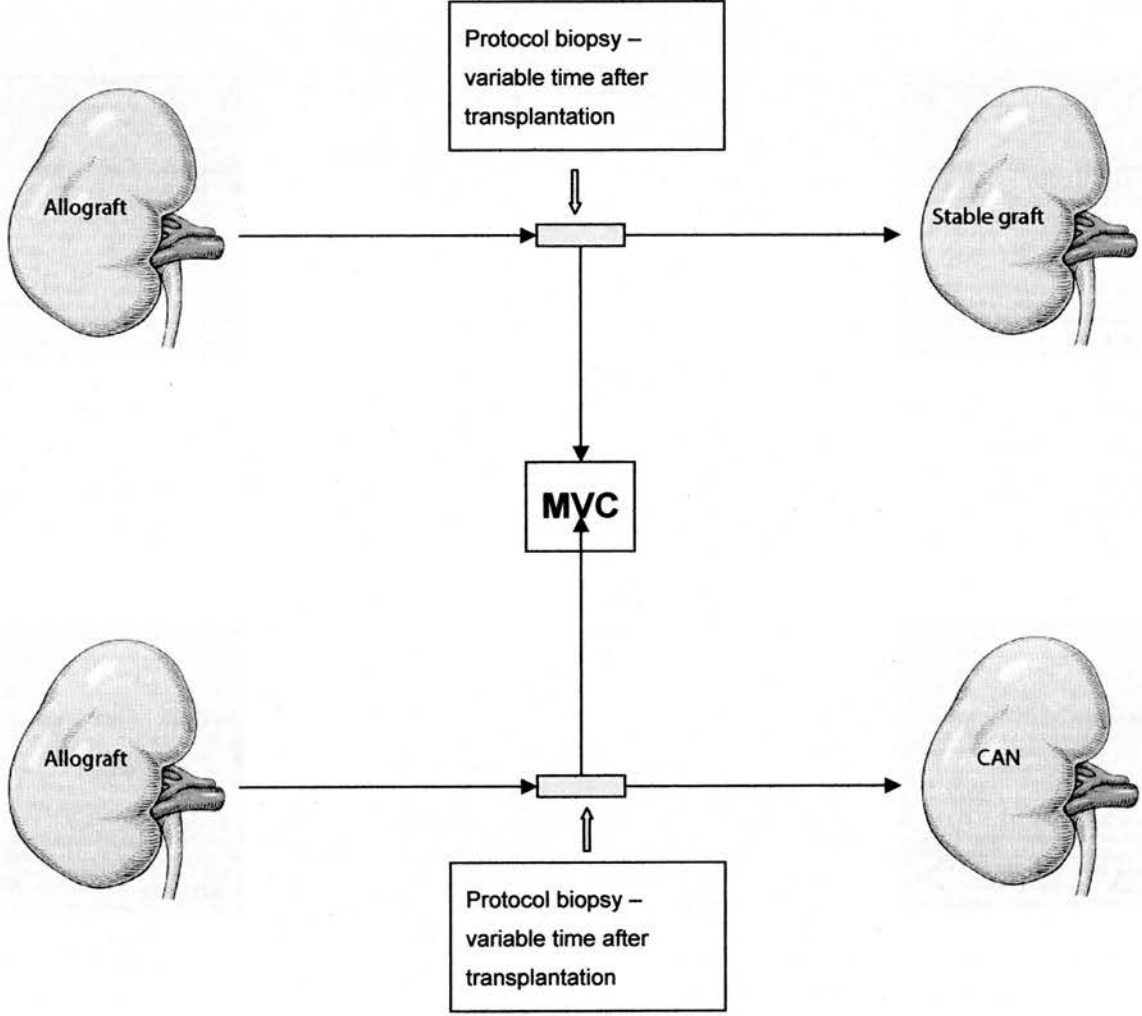 Protocol biopsy –
variable time after
transplantation
Allograft
Stable graft
MVC
Allograft
CAN
Protocol biopsy –
variable time after
transplantation